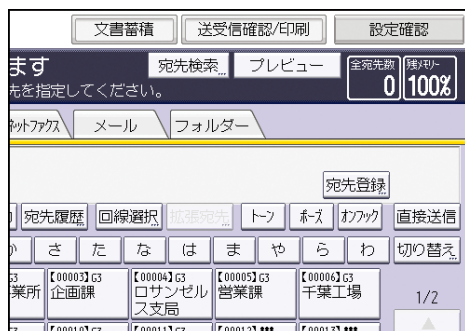 文書蓄積 送受信確認/印刷 設定確認
ます 宛先検索 プレビュー 全宛先数 残ﾒﾓﾘｰ
先を指定してください。 0 100%
ﾈｯﾄﾌｧｸｽ メール フォルダー
宛先登録
宛先履歴 回線選択 拡張宛先 ﾄｰﾝ ﾎﾟｰｽﾞ ｵﾝﾌｯｸ 直接送信
か さ た な は ま や ら わ 切り替え
G3 【00003】G3 【00004】G3 【00005】G3 【00006】G3
業所 企画課 ロサンゼルス支局 営業課 千葉工場 1/2